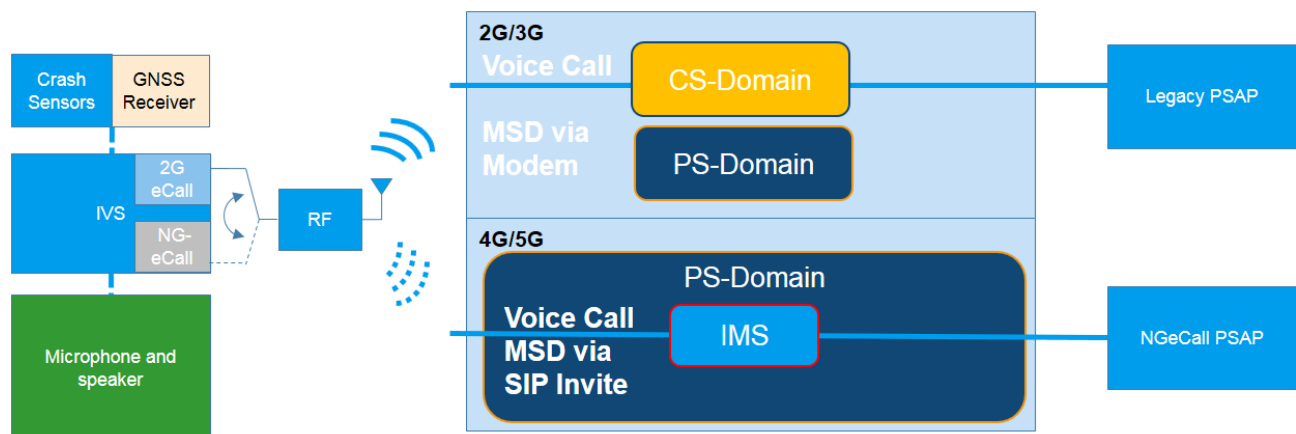 Crash
Sensors
GNSS
Receiver
IVS
2G
eCall
NG-
eCall
Microphone and
speaker
RF
2G/3G
Voice Call
CS-Domain
MSD via
Modem
PS-Domain
Legacy PSAP
4G/5G
PS-Domain
Voice Call
MSD via
SIP Invite
IMS
NGeCall PSAP